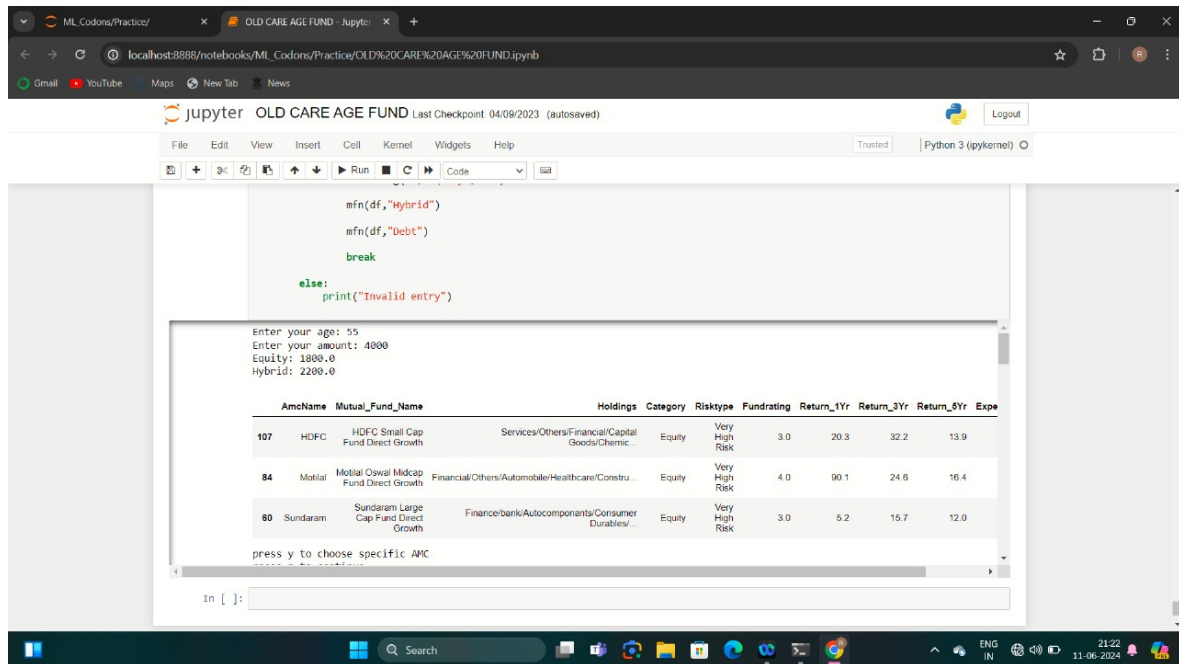 ML_Codons/Practice/
OLD CARE AGE FUND - Jupyter
localhost:8888/notebooks/ML_Codons/Practice/OLD%20CARE%20AGE%20FUND.ipynb
R
Gmail YouTube Maps New Tab News
jupyter OLD CARE AGE FUND Last Checkpoint: 04/09/2023 (autosaved)
Logout
File Edit View Insert Cell Kernel Widgets Help
Trusted Python 3 (ipykernel)
Run Code
mfn(df,"Hybrid")
mfn(df,"Debt")
break
else:
print("Invalid entry")
Enter your age: 55
Enter your amount: 4000
Equity: 1800.0
Hybrid: 2200.0
AmcName Mutual_Fund_Name Holdings Category Risktype Fundrating Return_1Yr Return_3Yr Return_5Yr Expe
107 HDFC HDFC Small Cap Fund Direct Growth Services/Others/Financial/Capital Goods/Chemic... Equity Very High Risk 3.0 20.3 32.2 13.9
84 Motilal Motilal Oswal Midcap Fund Direct Growth Financial/Others/Automobile/Healthcare/Constru... Equity Very High Risk 4.0 90.1 24.6 16.4
60 Sundaram Sundaram Large Cap Fund Direct Growth Finance/bank/Autocomponants/Consumer Durables/... Equity Very High Risk 3.0 5.2 15.7 12.0
press y to choose specific AMC
In [ ]:
Search
ENG
IN
21:22
11-06-2024